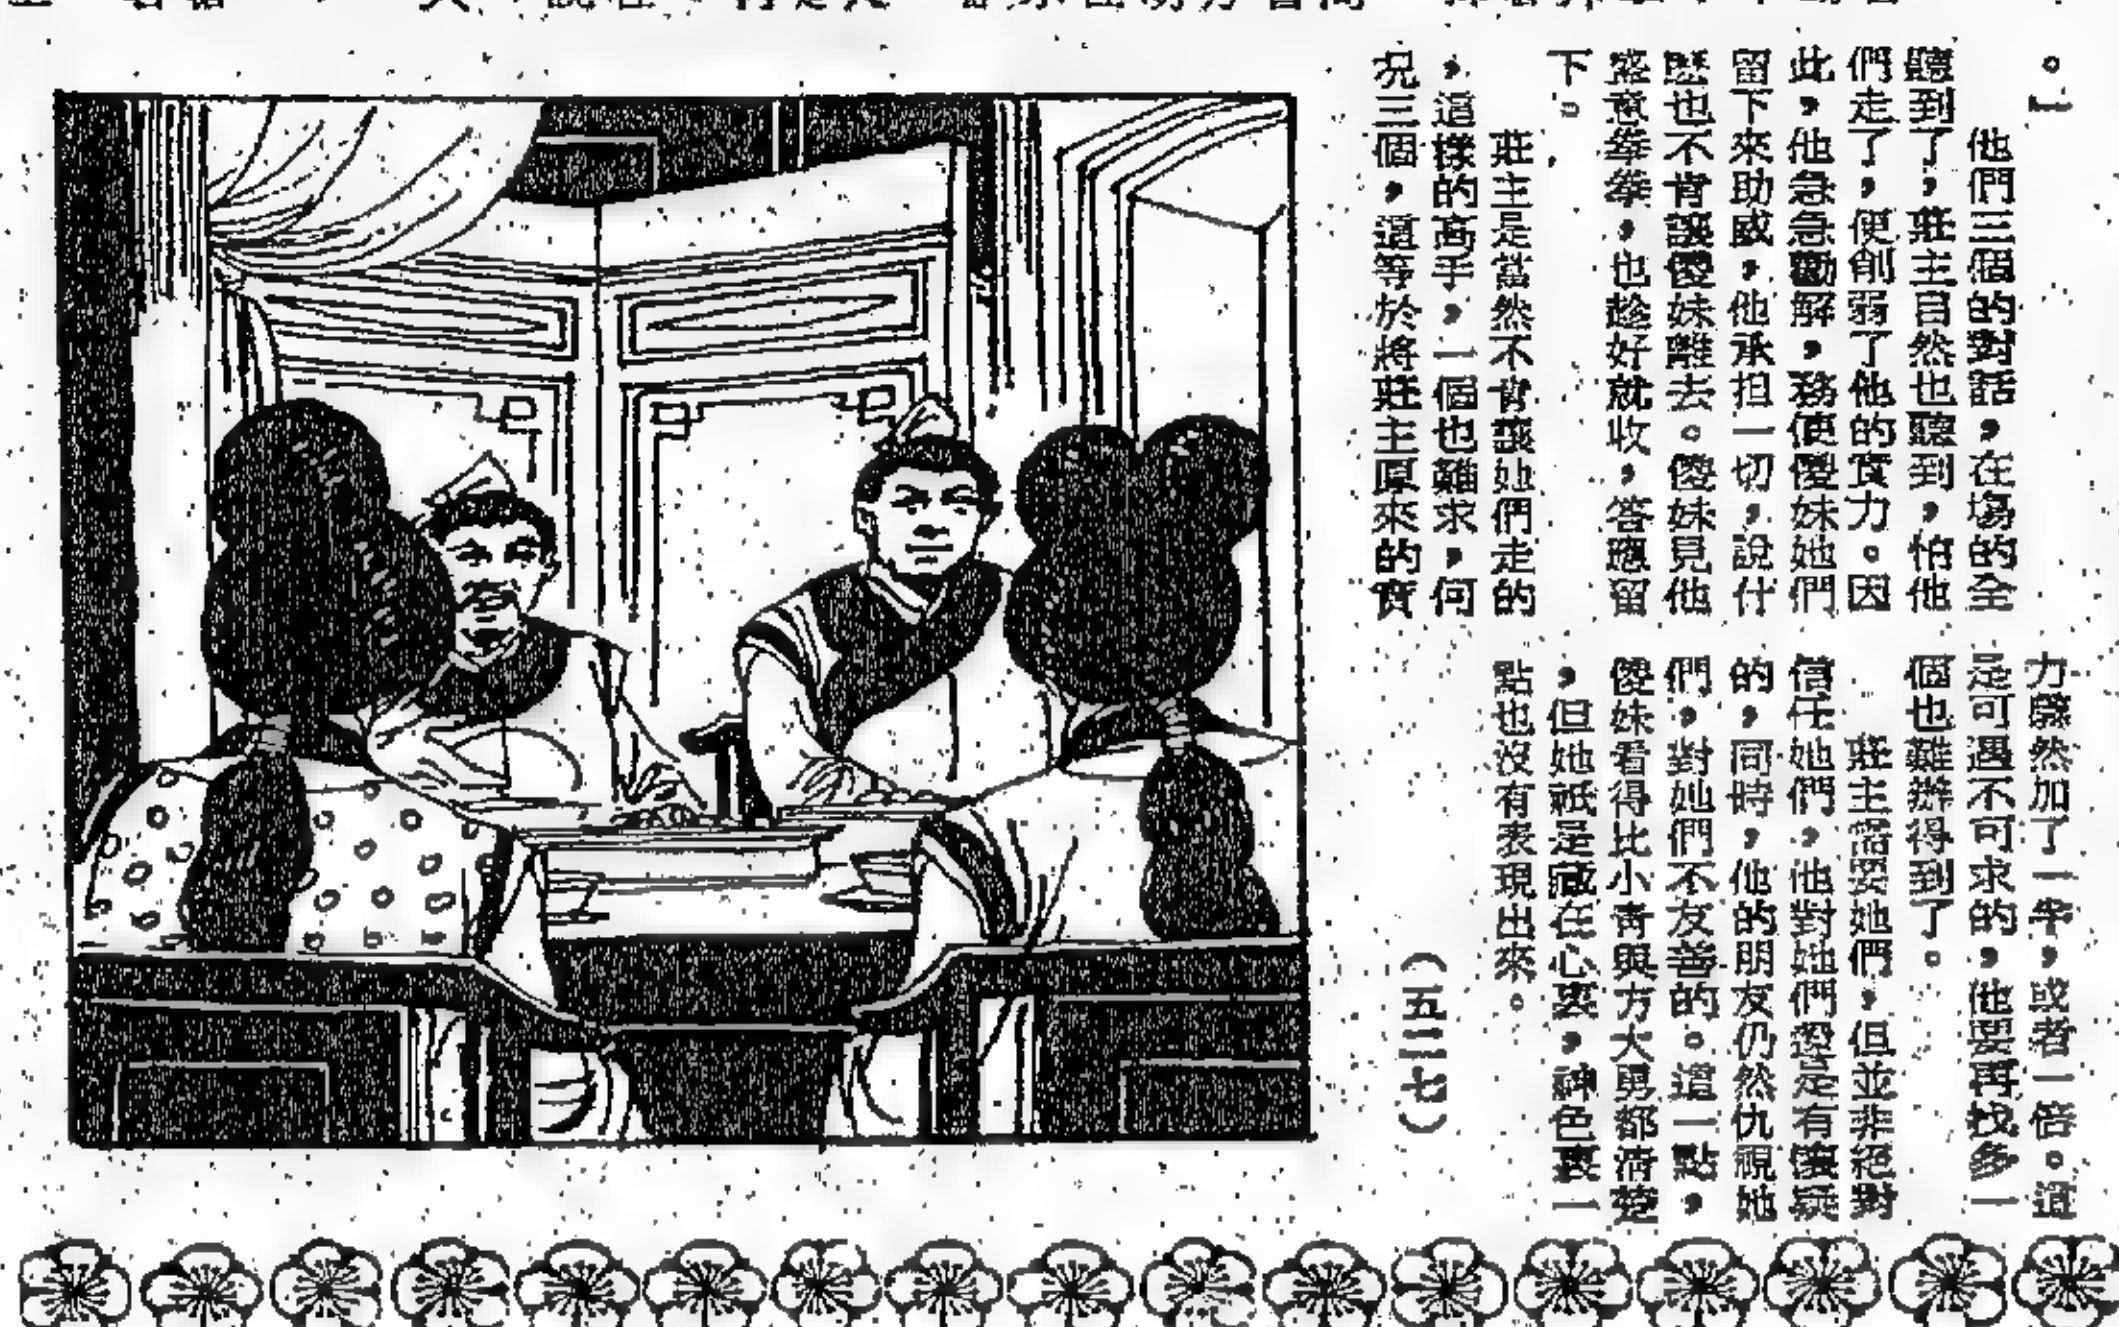 。」
他們三個的對話，在場的全
聽到了，莊主自然也聽到，怕他
們走了，便削弱了他的實力。因
此，他急急勸解，務使傻妹她們
留下來助威，他承担一切，說什
麽也不肯讓傻妹離去。傻妹見他
盛意拳拳，也趁好就收，答應留
下。
莊主是當然不肯讓她們走的
，這樣的高手，一個也難求，何
況三個，這等於將莊主原來的實
力驟然加了一半，或者一倍。這
是可遇不可求的，他要再找多一
個也難辦得到了。
莊主需要她們，但並非絕對
信任她們，他對她們還是有懷疑
的，同時，他的朋友仍然仇視她
們，對她們不友善的。這一點，
傻妹看得比小青與方大勇都清楚
，但她祇是藏在心裏，神色裏一
點也沒有表現出來。
（五二七）